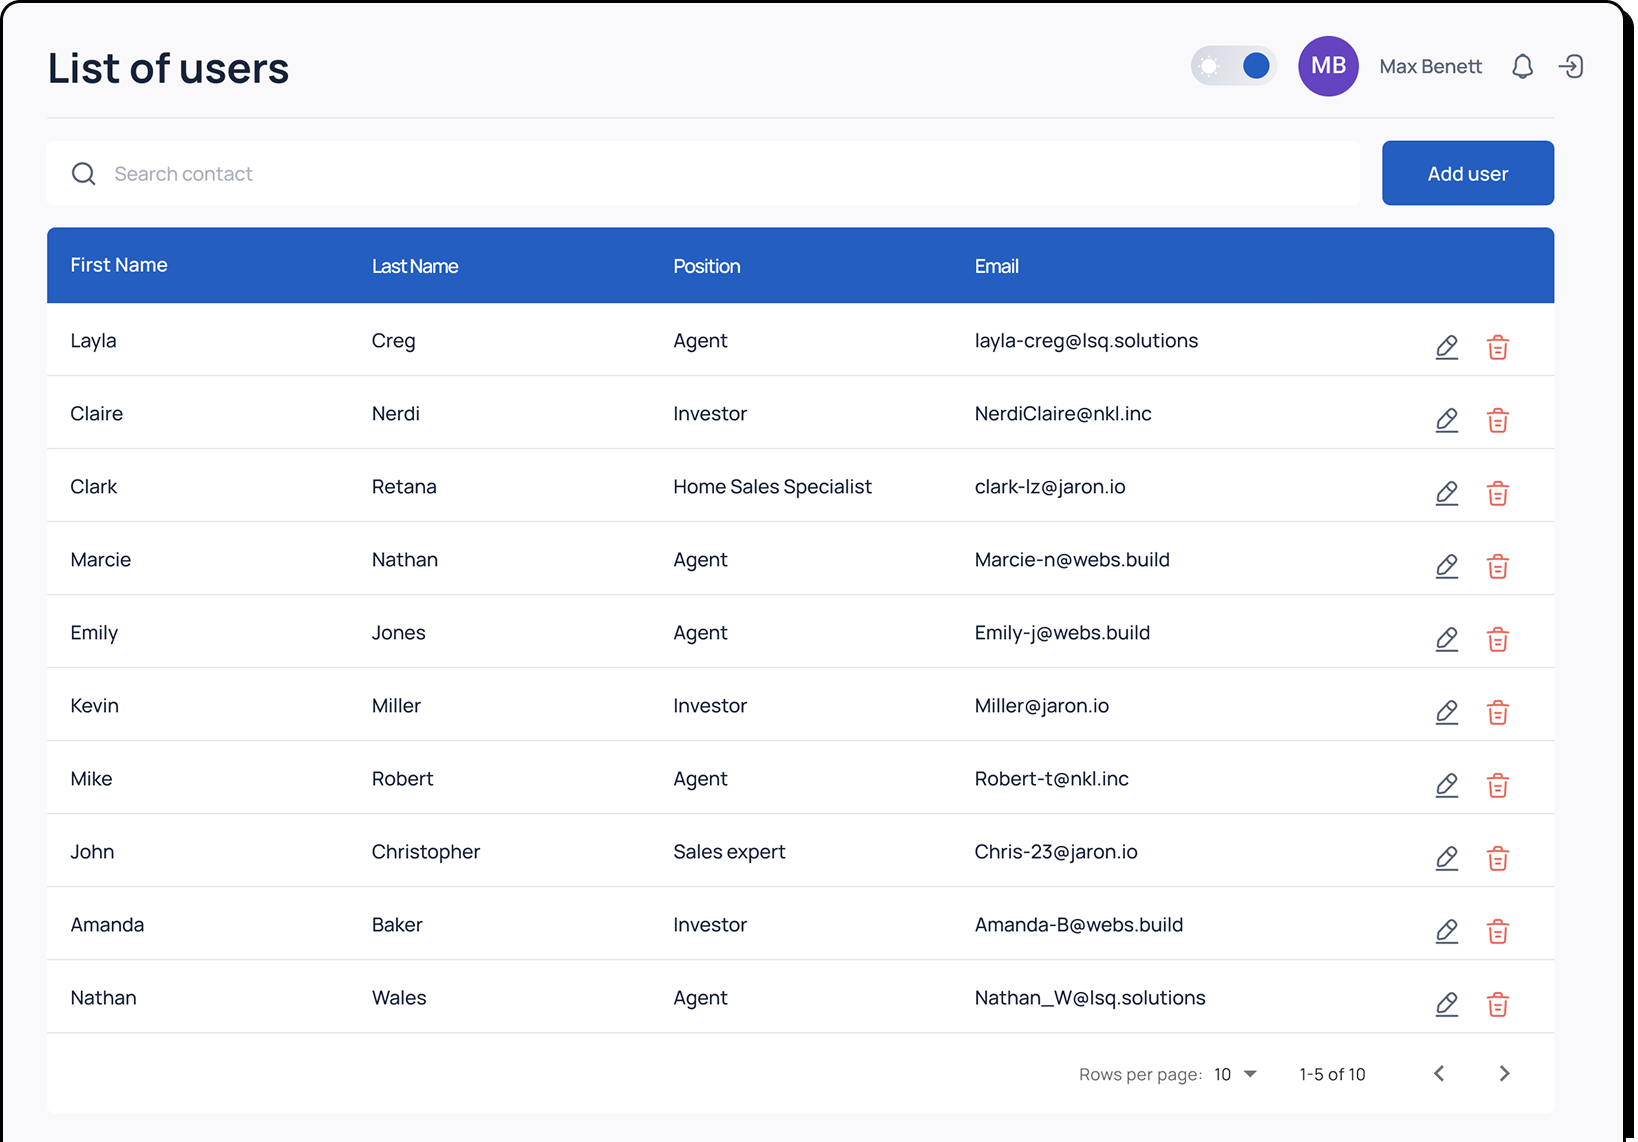 List of users
MB Max Benett
Search contact
Add user
First Name Last Name Position Email
Layla Creg Agent layla-creg@lsq.solutions
Claire Nerdi Investor NerdiClaire@nkl.inc
Clark Retana Home Sales Specialist clark-lz@jaron.io
Marcie Nathan Agent Marcie-n@webs.build
Emily Jones Agent Emily-j@webs.build
Kevin Miller Investor Miller@jaron.io
Mike Robert Agent Robert-t@nkl.inc
John Christopher Sales expert Chris-23@jaron.io
Amanda Baker Investor Amanda-B@webs.build
Nathan Wales Agent Nathan_W@lsq.solutions
Rows per page: 10 1-5 of 10